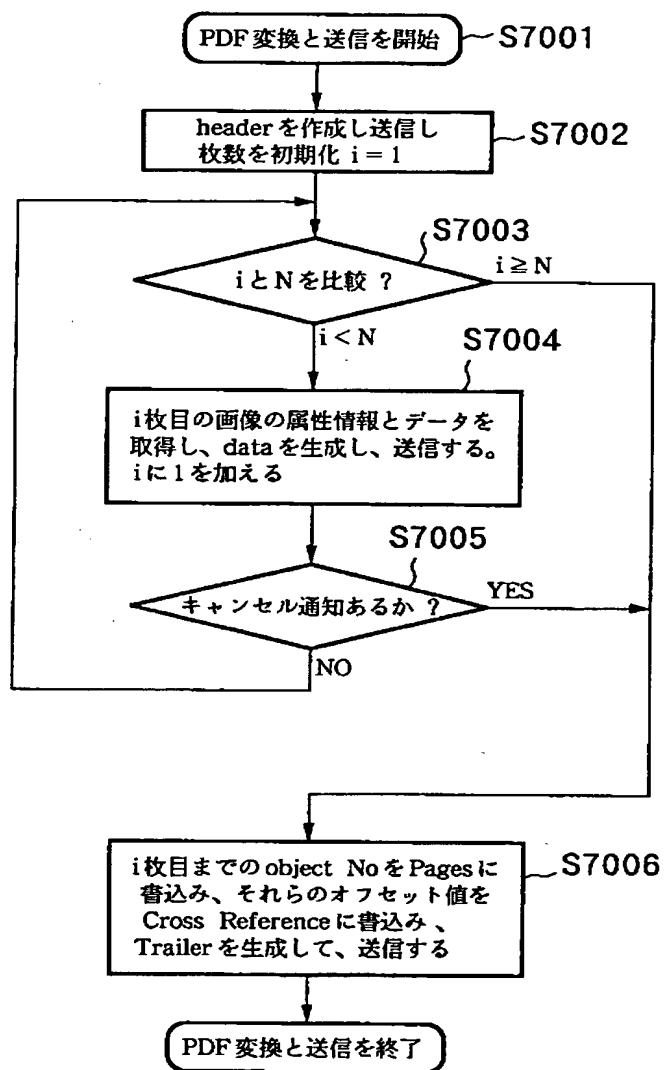 PDF変換と送信を開始
S7001
headerを作成し送信し
枚数を初期化 i = 1
S7002
S7003
iとNを比較 ?
i ≧ N
i < N
S7004
i枚目の画像の属性情報とデータを
取得し、dataを生成し、送信する。
iに1を加える
S7005
キャンセル通知あるか ?
YES
NO
i枚目までのobject NoをPagesに
書込み、それらのオフセット値を
Cross Referenceに書込み、
Trailerを生成して、送信する
S7006
PDF変換と送信を終了